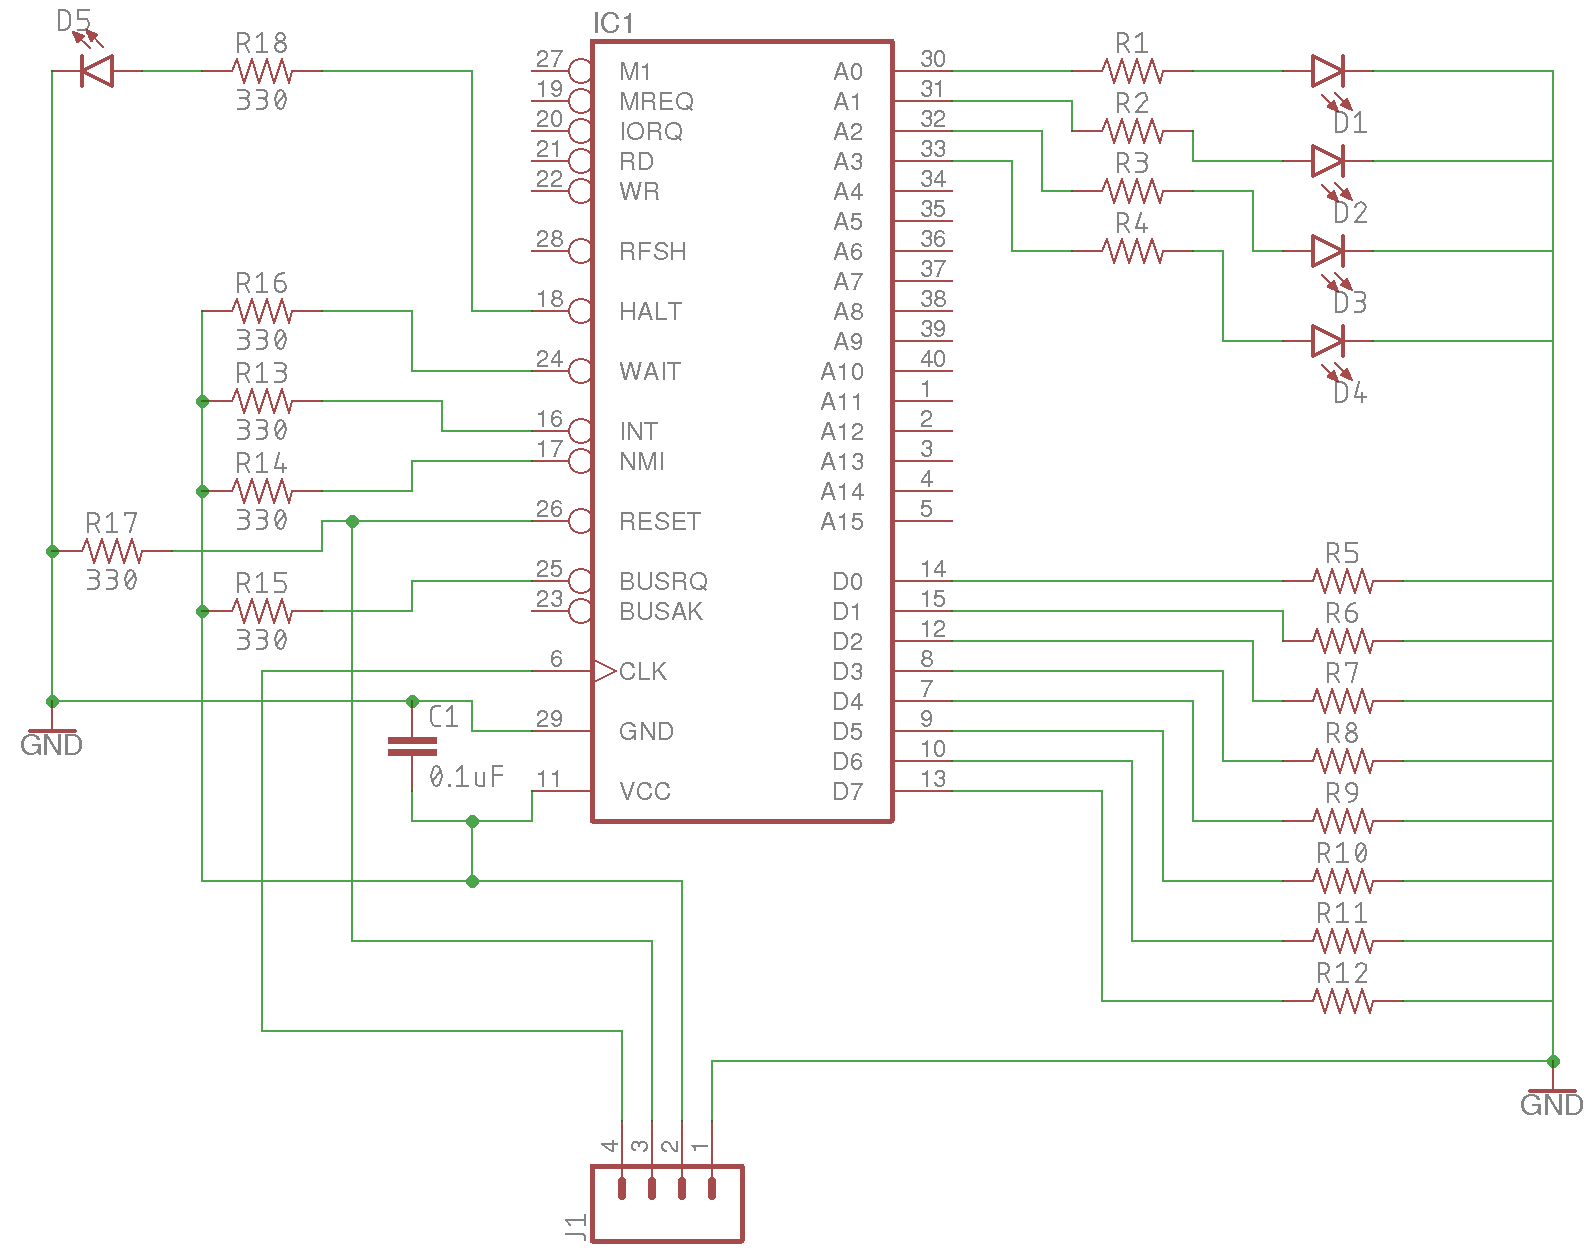 D5
R18
330
IC1
27 M1 A0 30
19 MREQ A1 31
20 IORQ A2 32
21 RD A3 33
22 WR A4 34
A5 35
28 RFSH A6 36
A7 37
18 HALT A8 38
A9 39
24 WAIT A10 40
A11 1
16 INT A12 2
17 NMI A13 3
A14 4
26 RESET A15 5
25 BUSRQ D0 14
23 BUSAK D1 15
D2 12
6 CLK D3 8
D4 7
29 GND D5 9
D6 10
11 VCC D7 13
R1
D1
R2
D2
R3
D3
R4
D4
R16
330
R13
330
R14
330
R17
330
R15
330
GND
C1
0.1uF
R5
R6
R7
R8
R9
R10
R11
R12
GND
4 3 2 1
J1